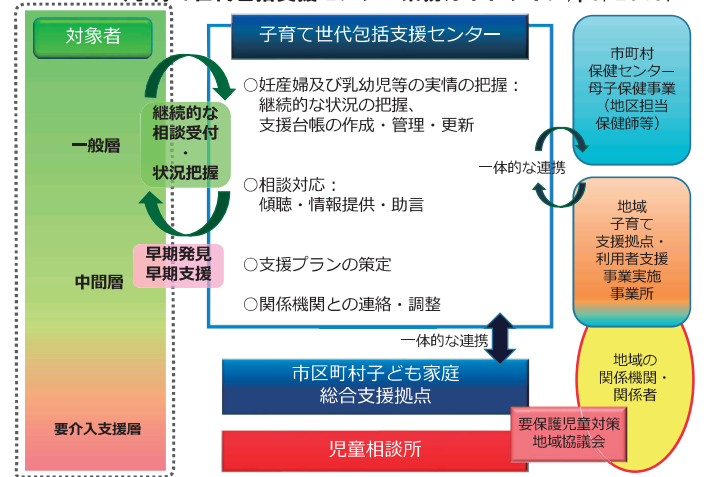 対象者
子育て世代包括支援センター
○妊産婦及び乳幼児等の実情の把握：
継続的な状況の把握、
支援台帳の作成・管理・更新
○相談対応：
傾聴・情報提供・助言
○支援プランの策定
○関係機関との連絡・調整
継続的な
相談受付
・
状況把握
早期発見
早期支援
一般層
中間層
要介入支援層
一体的な連携
市町村
保健センター
母子保健事業
（地区担当
保健師等）
地域
子育て
支援拠点・
利用者支援
事業実施
事業所
地域の
関係機関・
関係者
一体的な連携
市区町村子ども家庭
総合支援拠点
児童相談所
要保護児童対策
地域協議会